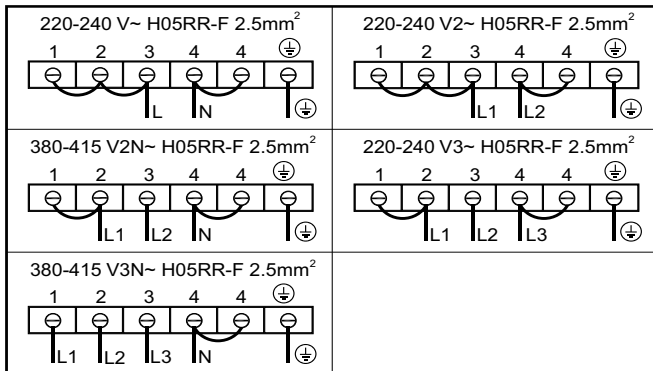 220-240 V~ H05RR-F 2.5mm²
1 2 3 4 4
L N
220-240 V2~ H05RR-F 2.5mm²
1 2 3 4 4
L1 L2
380-415 V2N~ H05RR-F 2.5mm²
1 2 3 4 4
L1 L2 N
220-240 V3~ H05RR-F 2.5mm²
1 2 3 4 4
L1 L2 L3
380-415 V3N~ H05RR-F 2.5mm²
1 2 3 4 4
L1 L2 L3 N